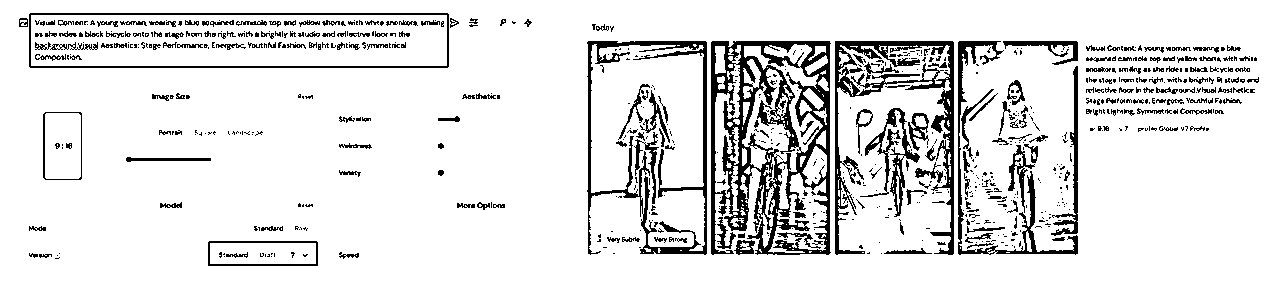 Visual Content: A young woman, wearing a blue sequined camisole top and yellow shorts, with white sneakers, smiling
as she rides a black bicycle onto the stage from the right, with a brightly lit studio and reflective floor in the
background.Visual Aesthetics: Stage Performance, Energetic, Youthful Fashion, Bright Lighting, Symmetrical
Composition.
Image Size Reset Aesthetics
9:16
Portrait Square Landscape
Stylization
Weirdness
Variety
Model Reset More Options
Mode Standard Raw
Version Standard Draft 7 Speed
Today
Very Subtle Very Strong
Visual Content: A young woman, wearing a blue
sequined camisole top and yellow shorts, with white
sneakers, smiling as she rides a black bicycle onto
the stage from the right, with a brightly lit studio and
reflective floor in the background.Visual Aesthetics:
Stage Performance, Energetic, Youthful Fashion,
Bright Lighting, Symmetrical Composition.
ar 9:16 v 7 profile Global V7 Profile